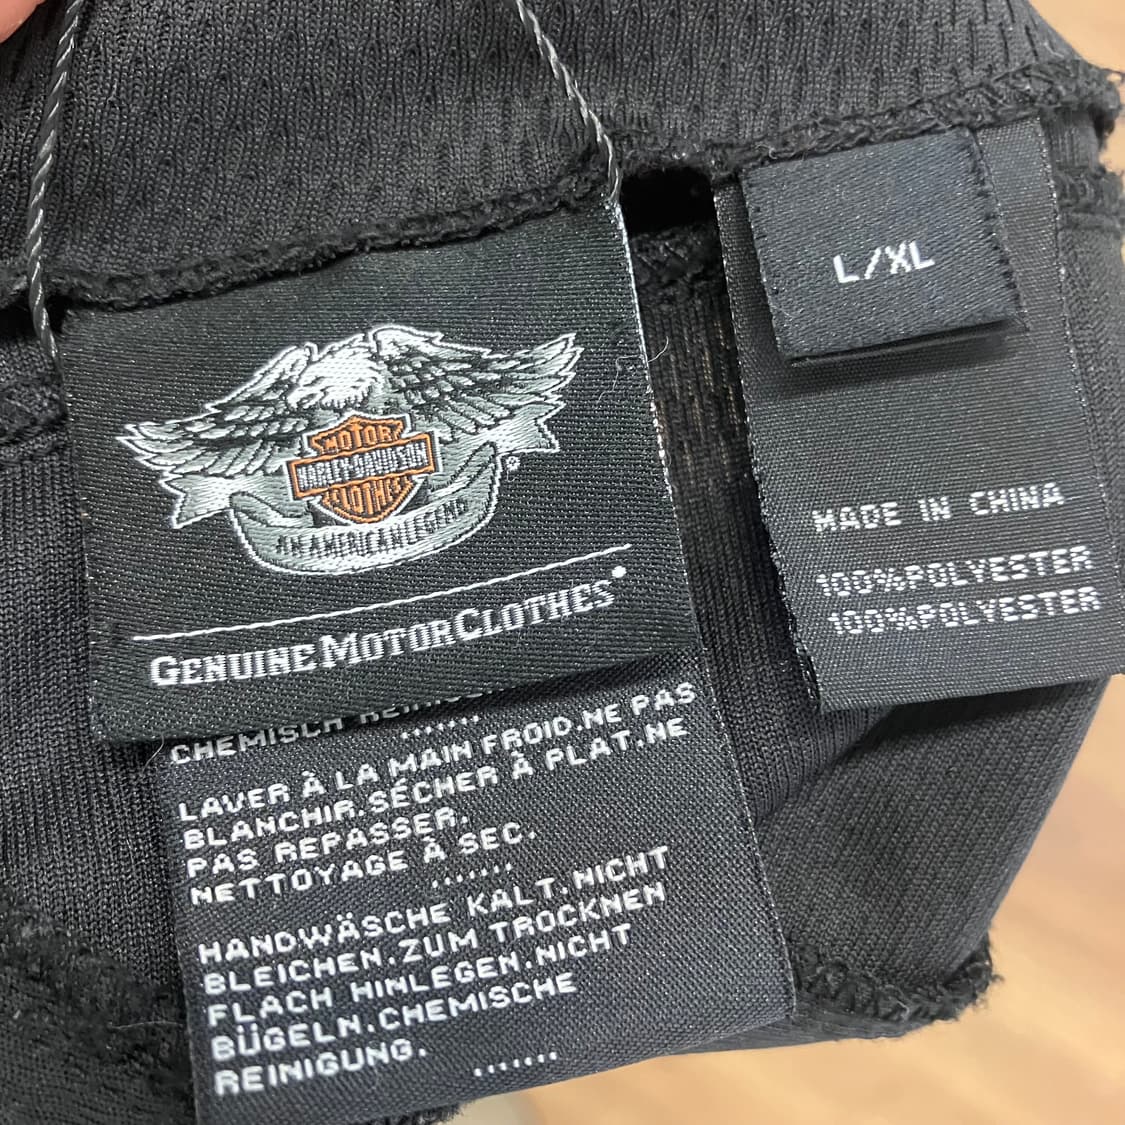 L/XL
MADE IN CHINA
100%POLYESTER
100%POLYESTER
MOTOR
HARLEY-DAVIDSON
CLOTHES
AN AMERICAN LEGEND
®
GENUINE MOTORCLOTHES®
CHEMISCH
LAVER À LA MAIN FROID.NE PAS
BLANCHIR.SÉCHER À PLAT.NE
PAS REPASSER.
NETTOYAGE À SEC.
.......
HANDWÄSCHE KALT.NICHT
BLEICHEN.ZUM TROCKNEN
FLACH HINLEGEN.NICHT
BÜGELN.CHEMISCHE
REINIGUNG.
.......